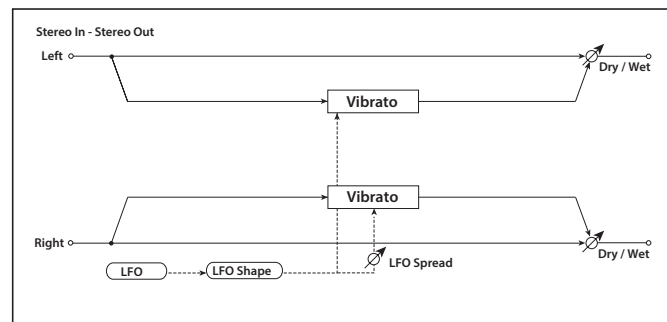 Stereo In - Stereo Out
Left
Dry / Wet
Vibrato
Vibrato
Right
Dry / Wet
LFO
LFO Shape
LFO Spread